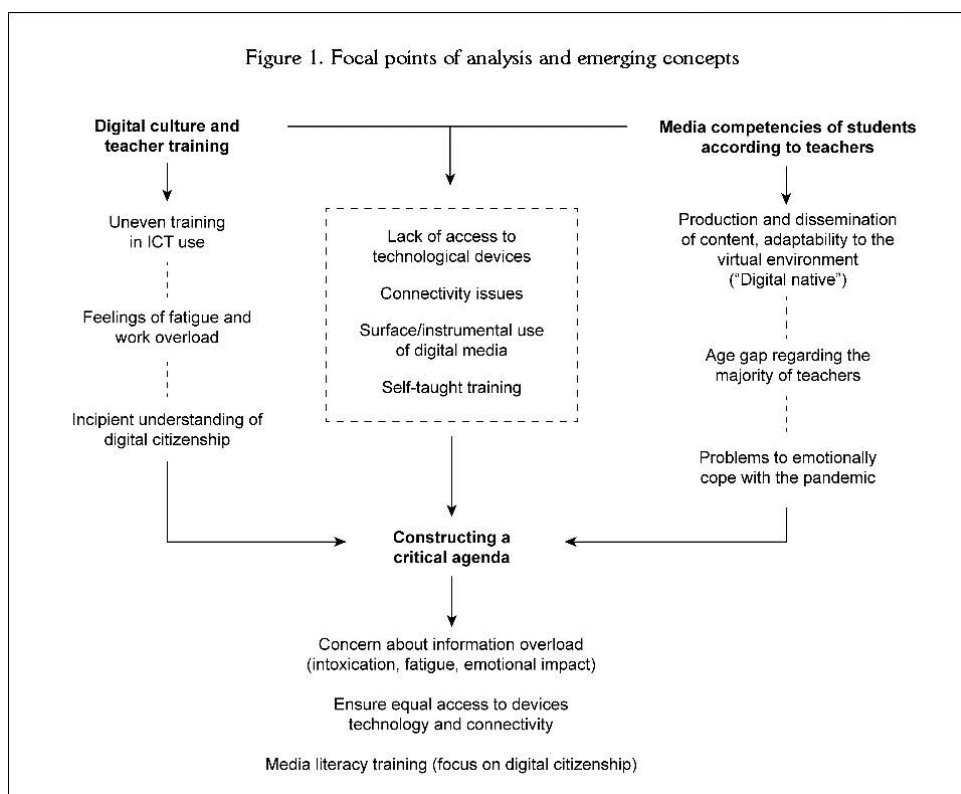 Figure 1. Focal points of analysis and emerging concepts
Digital culture and
teacher training
Uneven training
in ICT use
Feelings of fatigue and
work overload
Incipient understanding of
digital citizenship
Lack of access to
technological devices
Connectivity issues
Surface/instrumental use
of digital media
Self-taught training
Media competencies of students
according to teachers
Production and dissemination
of content, adaptability to the
virtual environment
(“Digital native”)
Age gap regarding the
majority of teachers
Problems to emotionally
cope with the pandemic
Constructing a
critical agenda
Concern about information overload
(intoxication, fatigue, emotional impact)
Ensure equal access to devices
technology and connectivity
Media literacy training (focus on digital citizenship)